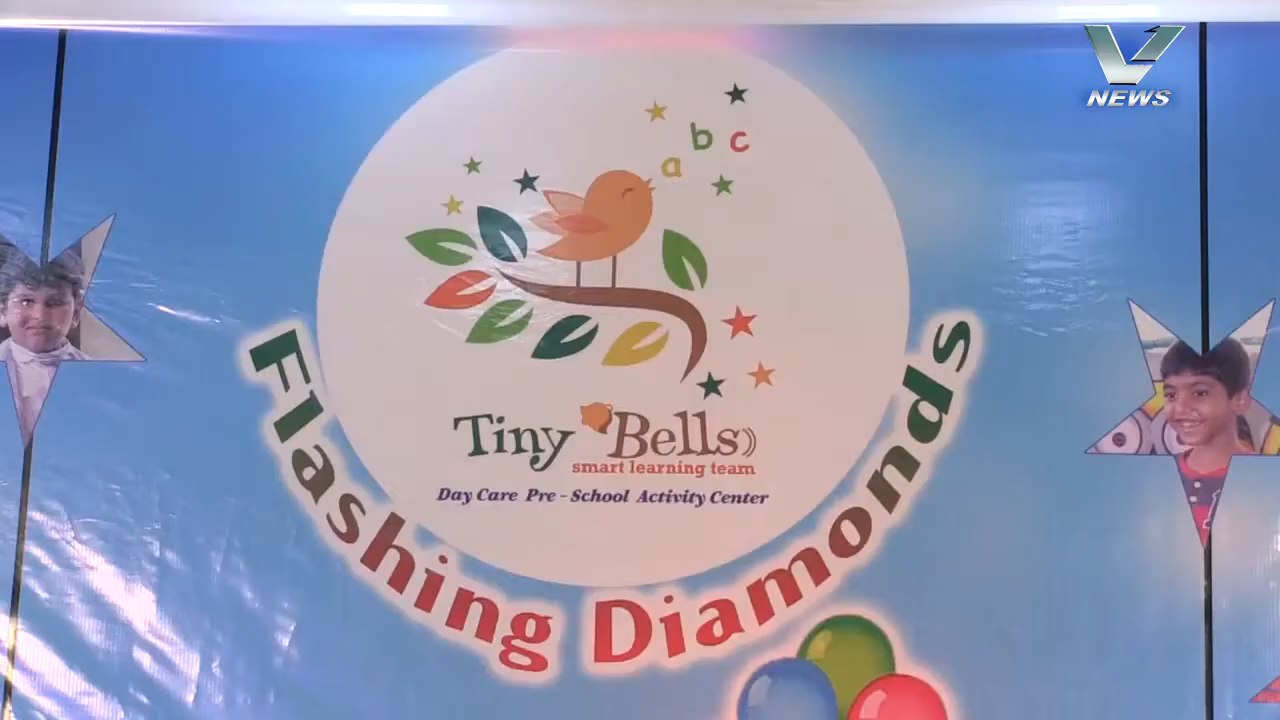 V
NEWS
a b c
Tiny Bells
smart learning team
Day Care Pre - School Activity Center
Flashing Diamonds